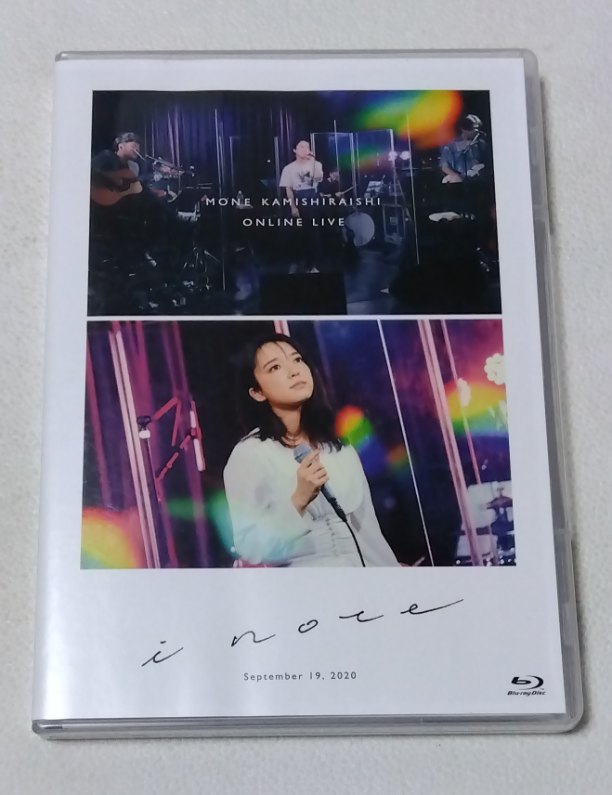 MONE KAMISHIRAISHI
ONLINE LIVE
i note
September 19, 2020
Blu-ray Disc